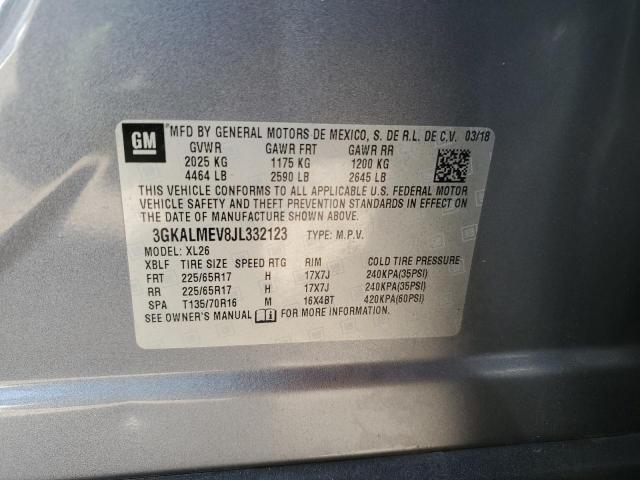 GM MFD BY GENERAL MOTORS DE MEXICO, S. DE R.L. DE C.V. 03/18
GVWR GAWR FRT GAWR RR
2025 KG 1175 KG 1200 KG
4464 LB 2590 LB 2645 LB
THIS VEHICLE CONFORMS TO ALL APPLICABLE U.S. FEDERAL MOTOR
VEHICLE SAFETY AND THEFT PREVENTION STANDARDS IN EFFECT ON
THE DATE OF MANUFACTURE SHOWN ABOVE.
3GKALMEV8JL332123 TYPE: M.P.V.
MODEL: XL26
XBLF TIRE SIZE SPEED RTG RIM COLD TIRE PRESSURE
FRT 225/65R17 H 17X7J 240KPA(35PSI)
RR 225/65R17 H 17X7J 240KPA(35PSI)
SPA T135/70R16 M 16X4BT 420KPA(60PSI)
SEE OWNER'S MANUAL FOR MORE INFORMATION.